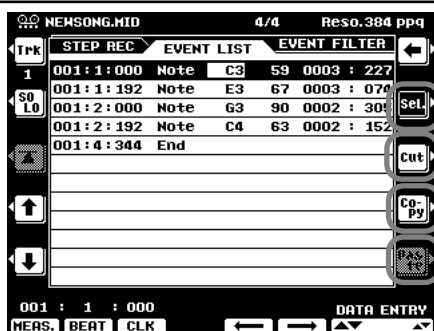 NEWSONG.MID 4/4 Reso.384 ppq
Trk STEP REC EVENT LIST EVENT FILTER
1 001:1:000 Note C3 59 0003 : 227
001:1:192 Note E3 67 0003 : 074
SO LO 001:2:000 Note G3 90 0002 : 305 Sel.
001:2:192 Note C4 63 0002 : 152
001:4:344 End Cut
Co-
py
001 : 1 : 000 DATA ENTRY
MEAS. BEAT CLK